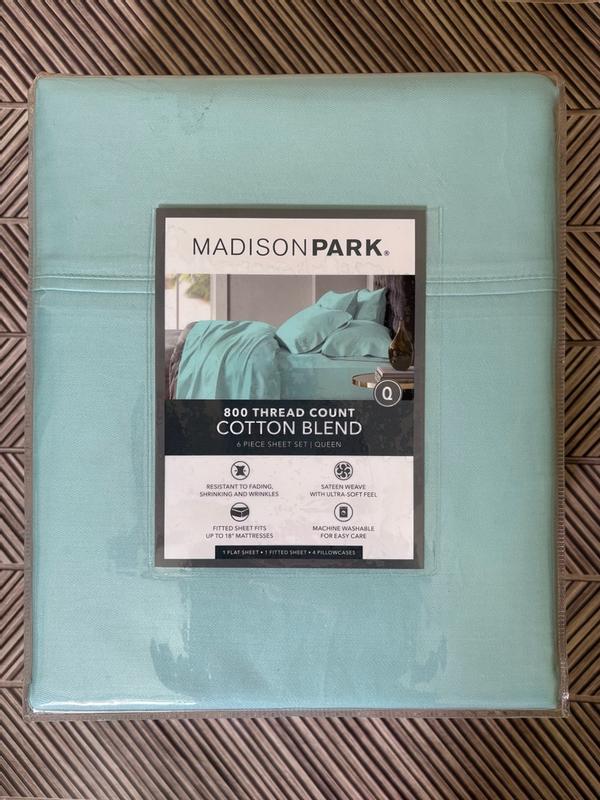 MADISONPARK®
Q
800 THREAD COUNT
COTTON BLEND
6 PIECE SHEET SET | QUEEN
RESISTANT TO FADING,
SHRINKING AND WRINKLES
SATEEN WEAVE
WITH ULTRA-SOFT FEEL
FITTED SHEET FITS
UP TO 18" MATTRESSES
MACHINE WASHABLE
FOR EASY CARE
1 FLAT SHEET • 1 FITTED SHEET • 4 PILLOWCASES